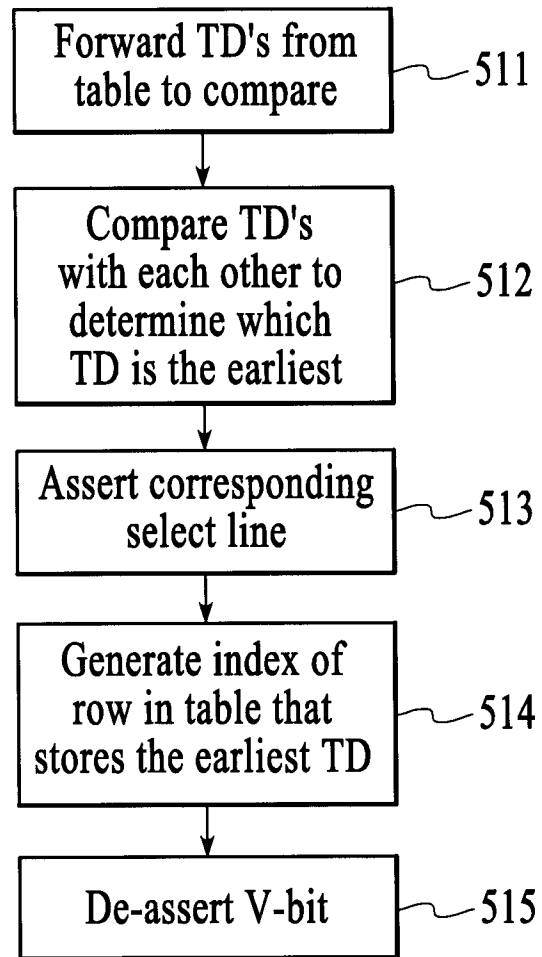 Forward TD's from
table to compare
511
Compare TD's
with each other to
determine which
TD is the earliest
512
Assert corresponding
select line
513
Generate index of
row in table that
stores the earliest TD
514
De-assert V-bit
515